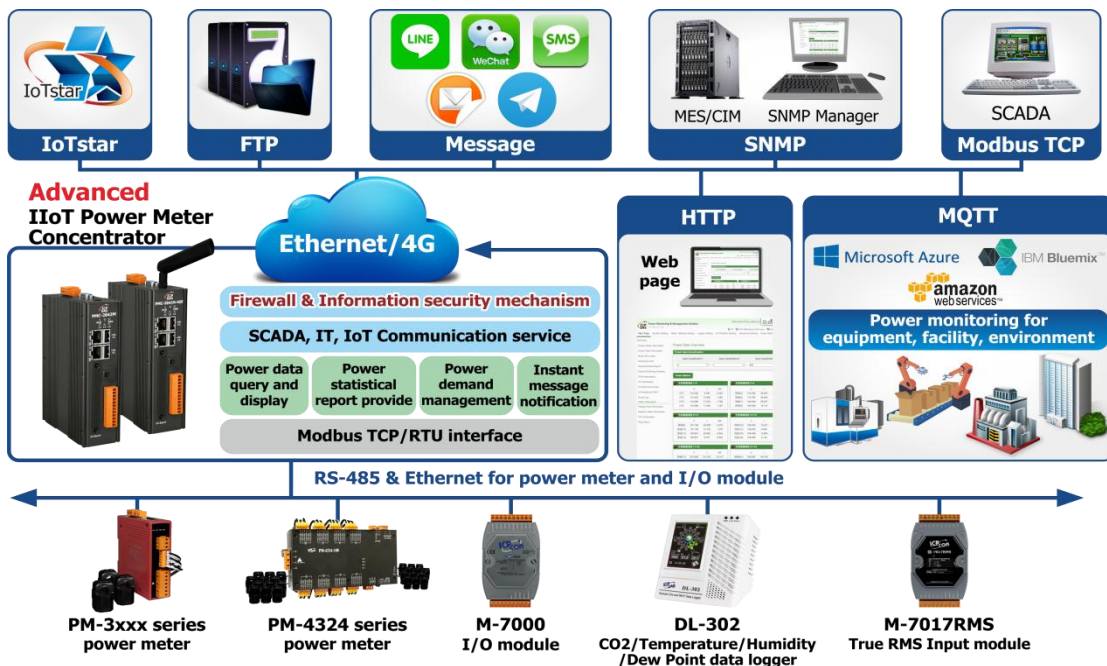 IoTstar
LINE
WeChat
SMS
MES/CIM
SNMP Manager
SCADA
IoTstar
FTP
Message
SNMP
Modbus TCP
Advanced
IIoT Power Meter
Concentrator
Ethernet/4G
Firewall & Information security mechanism
SCADA, IT, IoT Communication service
Power data
query and
display
Power
statistical
report provide
Power
demand
management
Instant
message
notification
Modbus TCP/RTU interface
HTTP
Web
page
MQTT
Microsoft Azure
IBM Bluemix™
amazon
webservices™
Power monitoring for
equipment, facility, environment
RS-485 & Ethernet for power meter and I/O module
PM-3xxx series
power meter
PM-4324 series
power meter
M-7000
I/O module
DL-302
DL-302
CO2/Temperature/Humidity
/Dew Point data logger
M-7017RMS
True RMS Input module